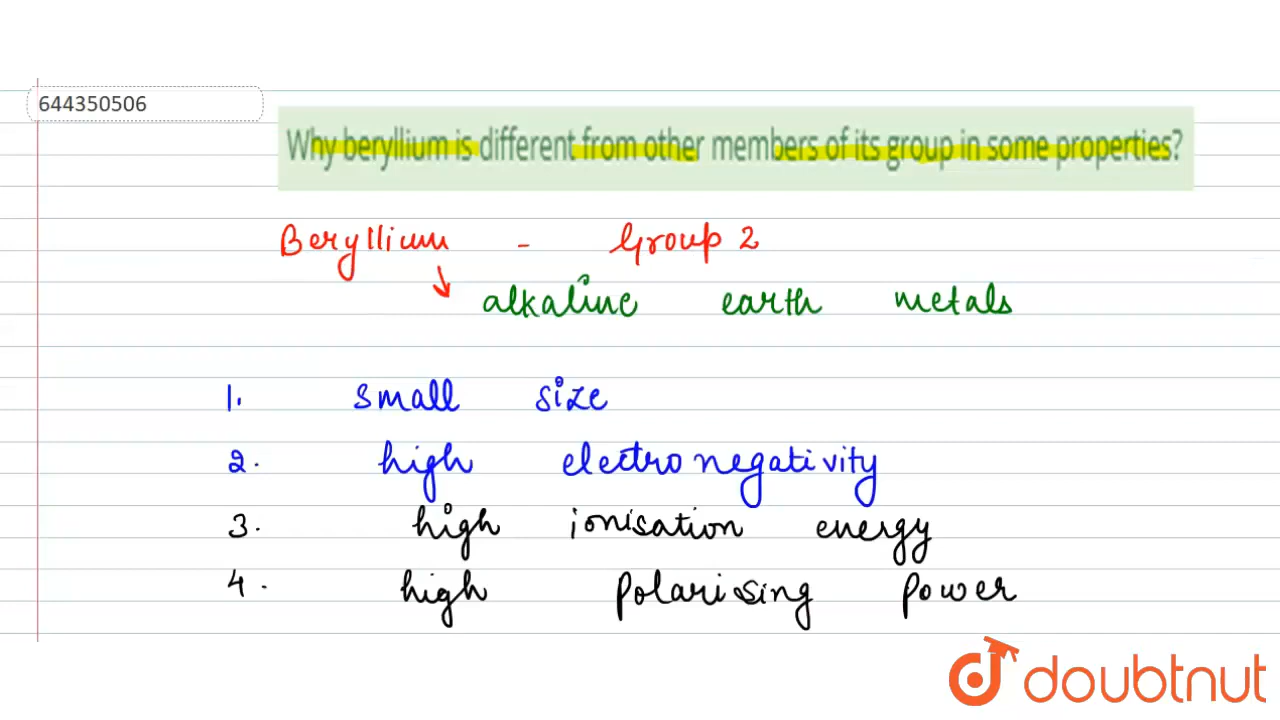 644350506
Why beryllium is different from other members of its group in some properties?
Beryllium - Group 2
alkaline earth metals
1. Small size
2. high electronegativity
3. high ionisation energy
4. high polarising power
doubtnut